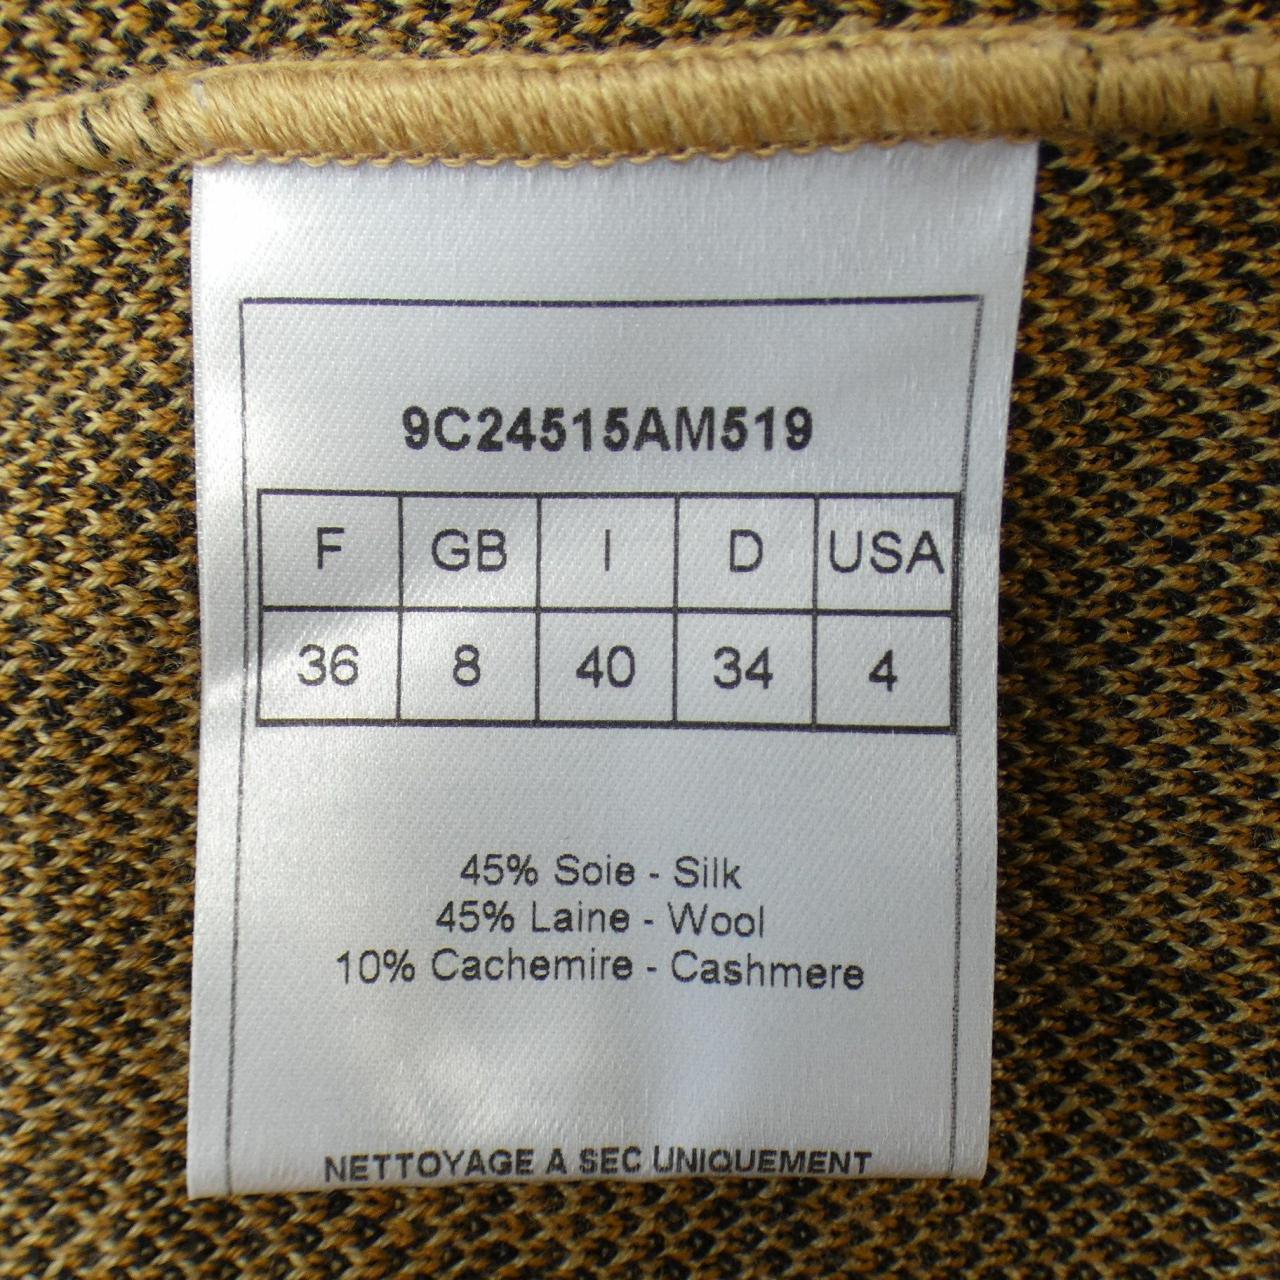 9C24515AM519
F GB I D USA
36 8 40 34 4
45% Soie - Silk
45% Laine - Wool
10% Cachemire - Cashmere
NETTOYAGE A SEC UNIQUEMENT